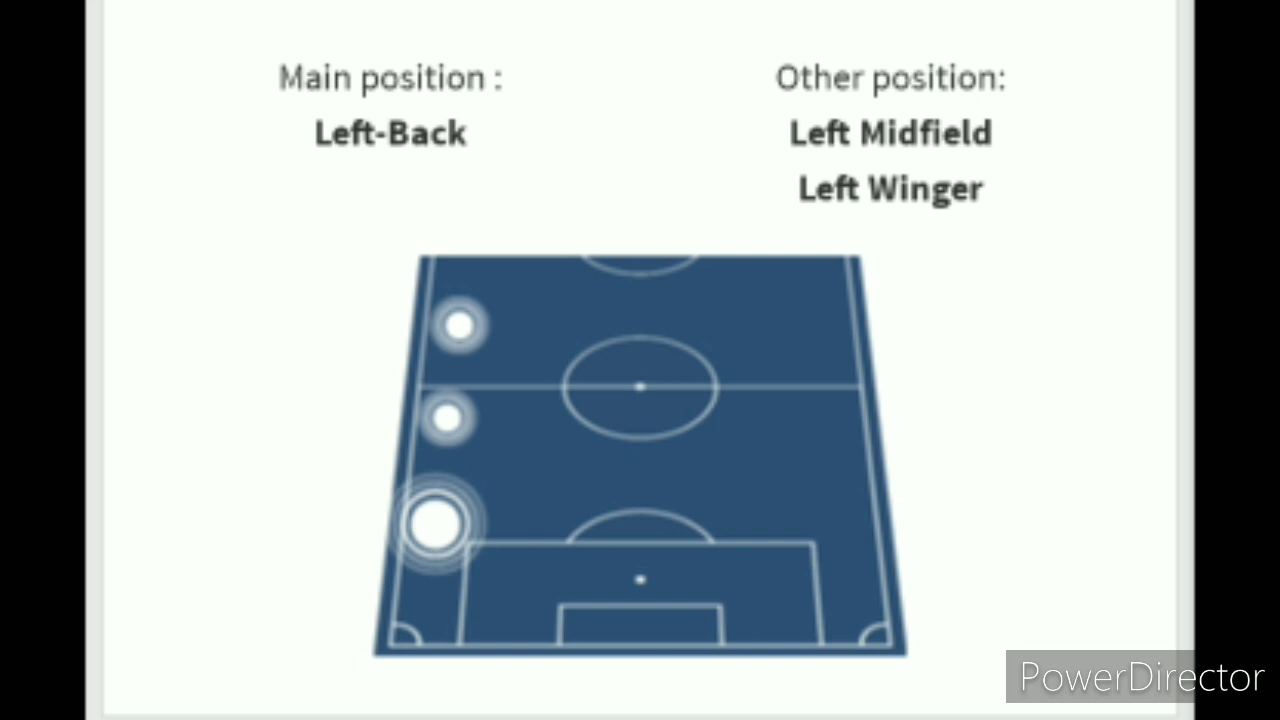 Main position :
Left-Back
Other position:
Left Midfield
Left Winger
PowerDirector